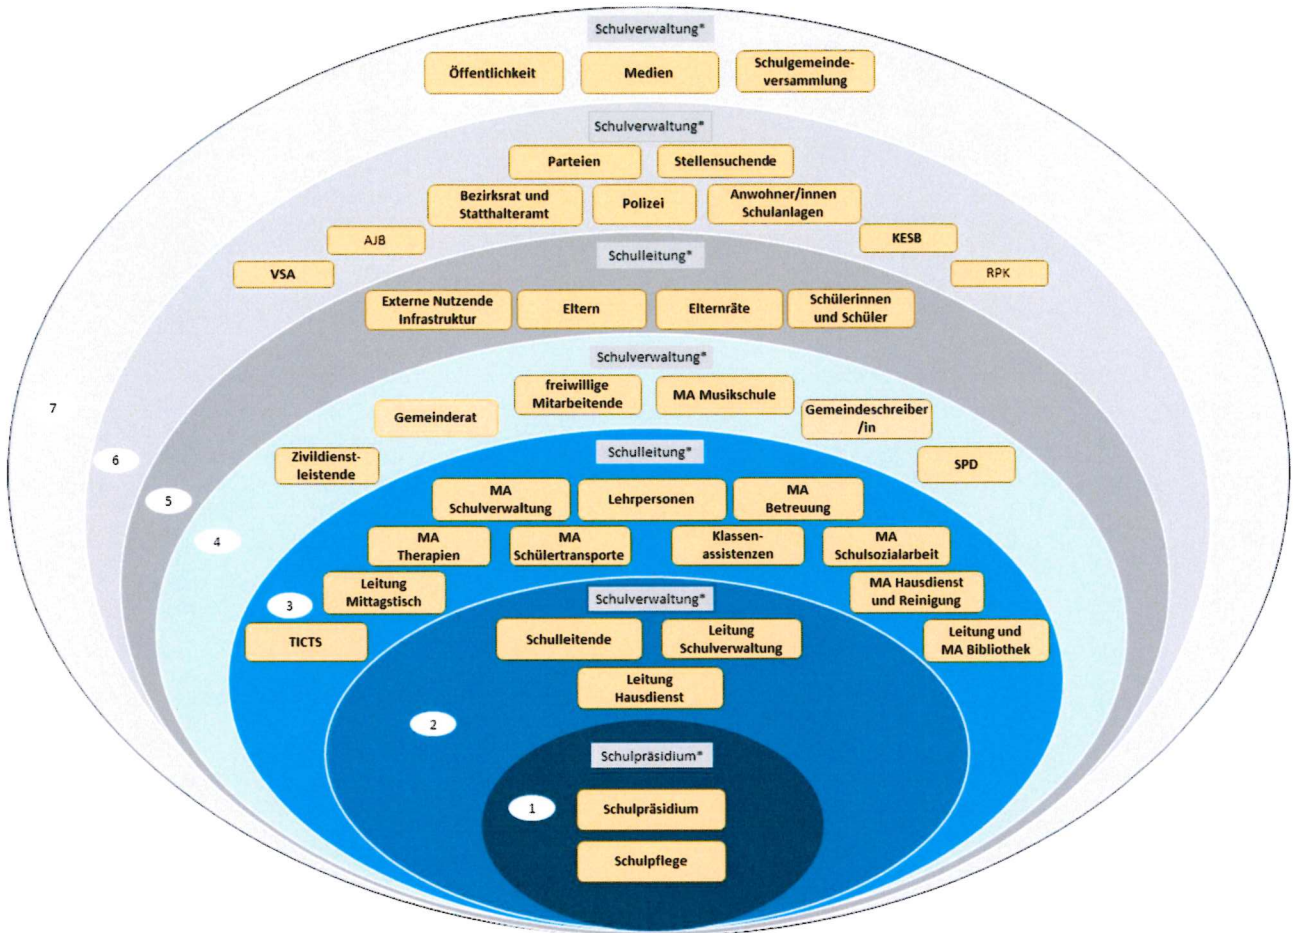 Schulverwaltung*
Öffentlichkeit
Medien
Schulgemeinde-
versammlung
Schulverwaltung*
Parteien
Stellensuchende
Bezirksrat und
Statthalteramt
Polizei
Anwohner/innen
Schulanlagen
AJB
KESB
VSA
RPK
Schulleitung*
Externe Nutzende
Infrastruktur
Eltern
Elternräte
Schülerinnen
und Schüler
Schulverwaltung*
freiwillige
Mitarbeitende
MA Musikschule
Gemeinderat
Gemeindeschreiber
/in
7
Zivildienst-
leistende
SPD
6
Schulleitung*
5
MA
Schulverwaltung
Lehrpersonen
MA
Betreuung
4
MA
Therapien
MA
Schülertransporte
Klassen-
assistenzen
MA
Schulsozialarbeit
3
Leitung
Mittagstisch
MA Hausdienst
und Reinigung
Schulverwaltung*
TICTS
Schulleitende
Leitung
Schulverwaltung
Leitung und
MA Bibliothek
Leitung
Hausdienst
2
Schulpräsidium*
1
Schulpräsidium
Schulpflege